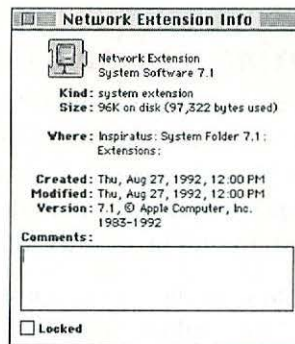 Network Extension Info
Network Extension
System Software 7.1
Kind: system extension
Size: 96K on disk (97,322 bytes used)
Where: Inspiratus: System Folder 7.1:
Extensions:
Created: Thu, Aug 27, 1992, 12:00 PM
Modified: Thu, Aug 27, 1992, 12:00 PM
Version: 7.1, © Apple Computer, Inc.
1983-1992
Comments:
Locked